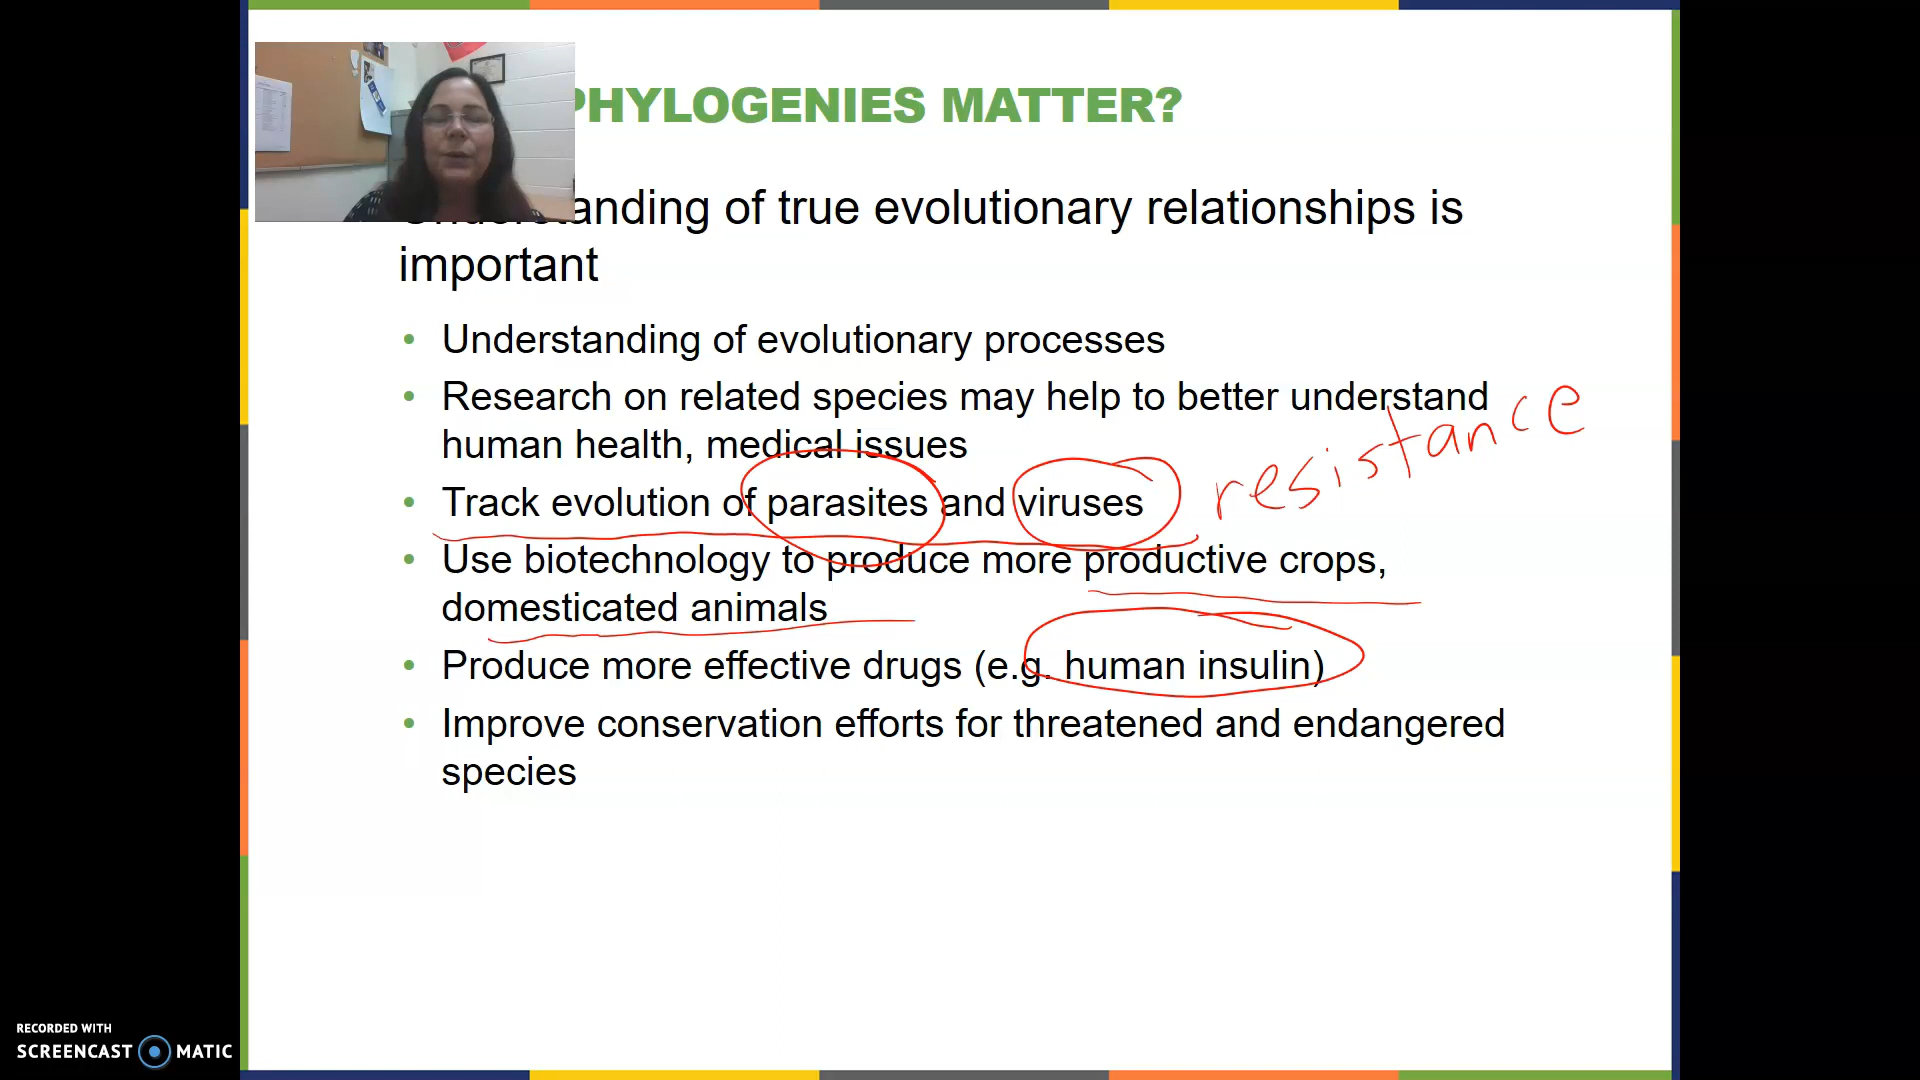 PHYLOGENIES MATTER?
Understanding of true evolutionary relationships is
important
• Understanding of evolutionary processes
• Research on related species may help to better understand
human health, medical issues
• Track evolution of parasites and viruses
resistance
• Use biotechnology to produce more productive crops,
domesticated animals
• Produce more effective drugs (e.g. human insulin)
• Improve conservation efforts for threatened and endangered
species
RECORDED WITH
SCREENCAST MATIC